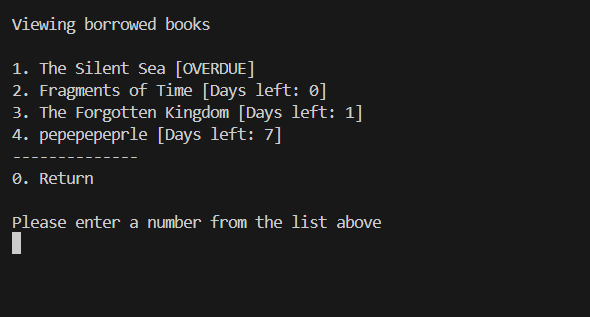 Viewing borrowed books
1. The Silent Sea [OVERDUE]
2. Fragments of Time [Days left: 0]
3. The Forgotten Kingdom [Days left: 1]
4. pepepepeprle [Days left: 7]
--------------
0. Return
Please enter a number from the list above